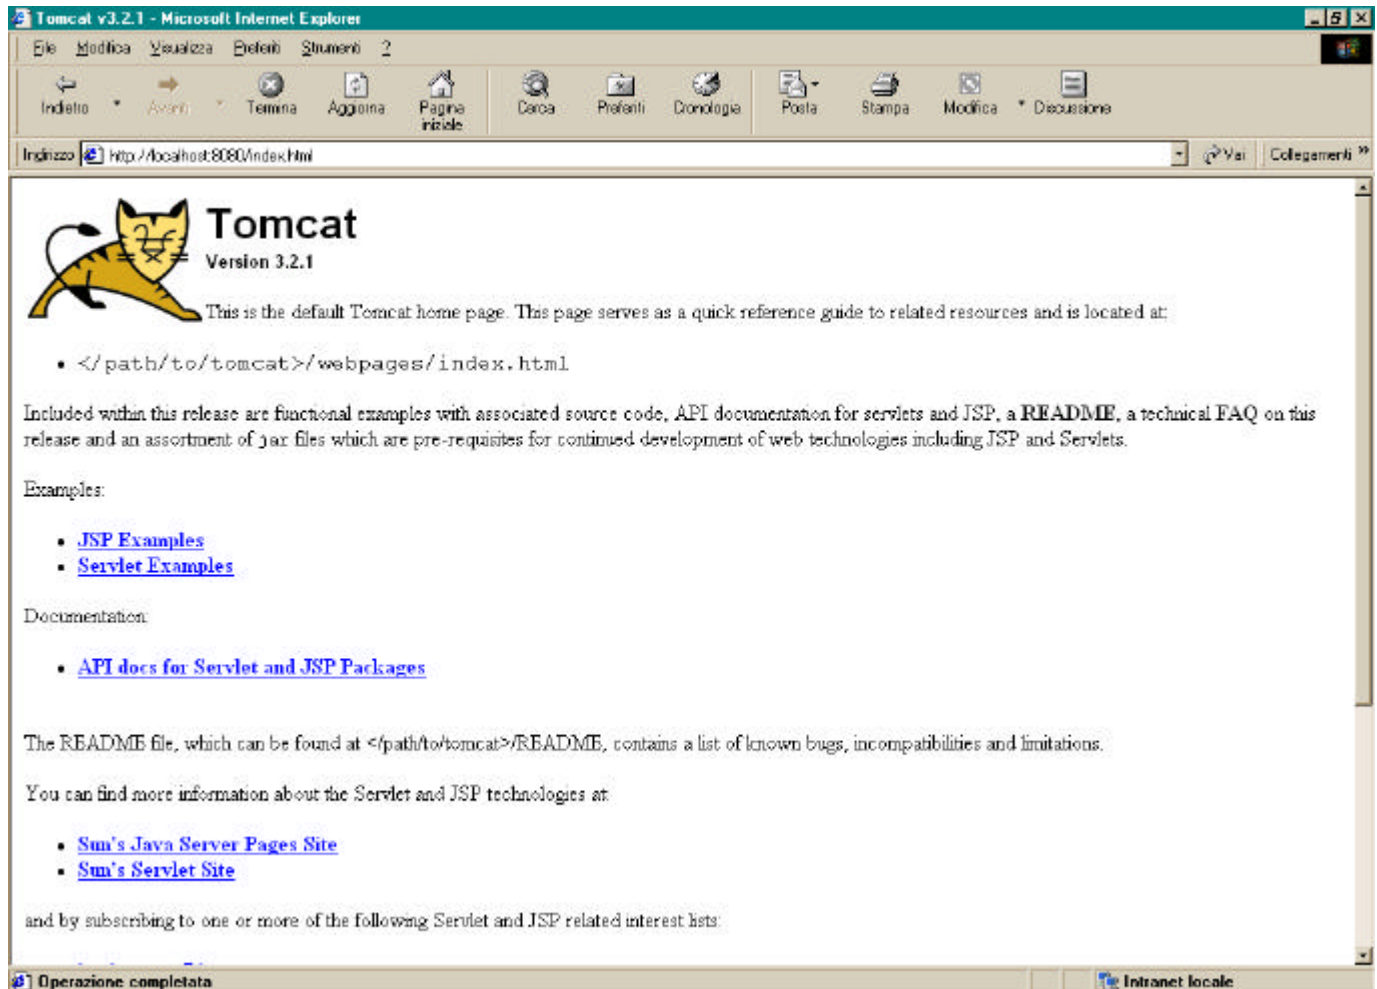 Tomcat v3.2.1 - Microsoft Internet Explorer
File Modifica Visualizza Preferiti Strumenti ?
Indietro Avanti Termina Aggiorna Pagina iniziale Cerca Preferiti Cronologia Posta Stampa Modifica Discussione
Indirizzo http://localhost:8080/index.html Vai Collegamenti »
Tomcat
Version 3.2.1
This is the default Tomcat home page. This page serves as a quick reference guide to related resources and is located at:
• </path/to/tomcat>/webpages/index.html
Included within this release are functional examples with associated source code, API documentation for servlets and JSP, a README, a technical FAQ on this
release and an assortment of jar files which are pre-requisites for continued development of web technologies including JSP and Servlets.
Examples:
• JSP Examples
• Servlet Examples
Documentation:
• API docs for Servlet and JSP Packages
The README file, which can be found at </path/to/tomcat>/README, contains a list of known bugs, incompatibilities and limitations.
You can find more information about the Servlet and JSP technologies at:
• Sun's Java Server Pages Site
• Sun's Servlet Site
and by subscribing to one or more of the following Servlet and JSP related interest lists:
Operazione completata Intranet locale